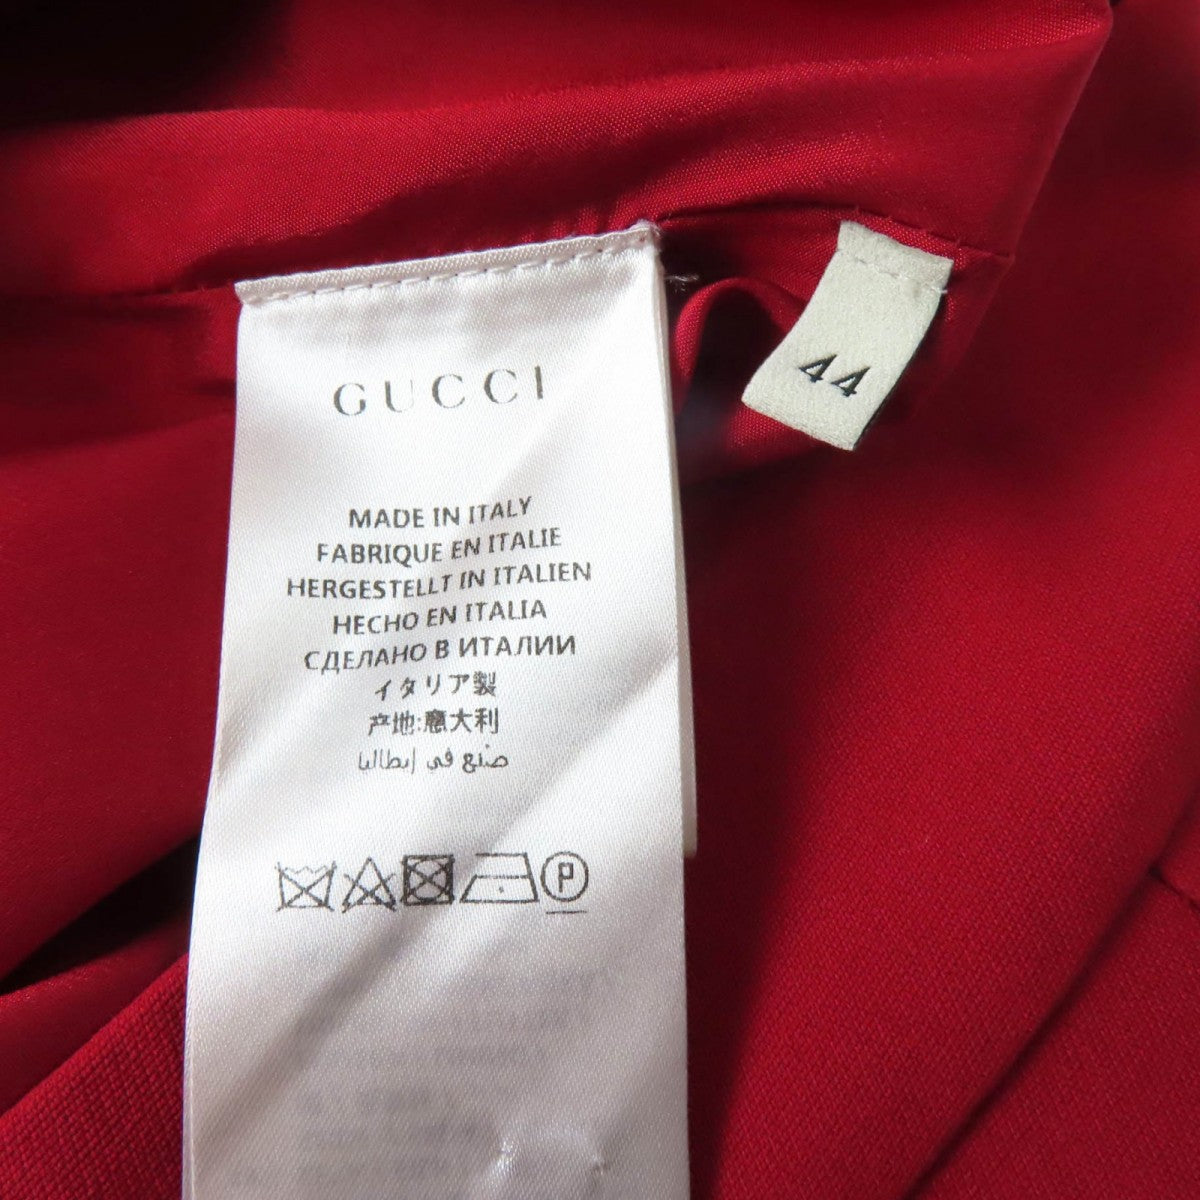 GUCCI
44
MADE IN ITALY
FABRIQUE EN ITALIE
HERGESTELLT IN ITALIEN
HECHO EN ITALIA
СДЕЛАНО В ИТАЛИИ
イタリア製
产地:意大利
صنع في إيطاليا
P